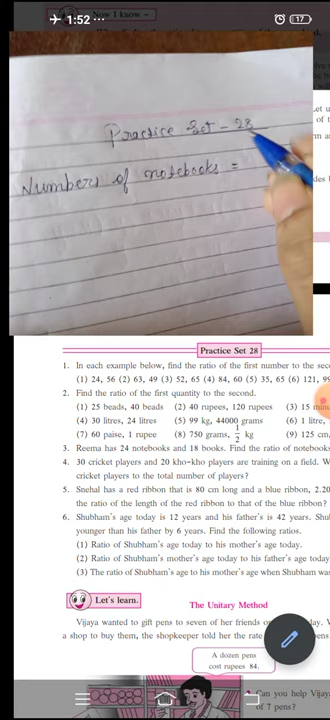 1:52
17
Now I know -
Practice Set - 28
Numbers of notebooks =
Practice Set 28
1. In each example below, find the ratio of the first number to the
(1) 24, 56 (2) 63, 49 (3) 52, 65 (4) 84, 60 (5) 35, 65 (6) 121,
2. Find the ratio of the first quantity to the second.
(1) 25 beads, 40 beads (2) 40 rupees, 120 rupees (3) 15
(4) 30 litres, 24 litres (5) 99 kg, 44000 grams (6) 1 litre,
(7) 60 paise, 1 rupee (8) 750 grams, 1/2 kg (9) 125 cm,
3. Reema has 24 notebooks and 18 books. Find the ratio of notebooks
4. 30 cricket players and 20 kho-kho players are training on a field.
cricket players to the total number of players?
5. Snehal has a red ribbon that is 80 cm long and a blue ribbon, 2.20
the ratio of the length of the red ribbon to that of the blue ribbon?
6. Shubham's age today is 12 years and his father's is 42 years.
younger than his father by 6 years. Find the following ratios.
(1) Ratio of Shubham's age today to his mother's age today.
(2) Ratio of Shubham's mother's age today to his father's age today
(3) The ratio of Shubham's age to his mother's age when Shubham
Let's learn.
The Unitary Method
Vijaya wanted to gift pens to seven of her friends
a shop to buy them, the shopkeeper told her the rate
A dozen pens
cost rupees 84.
Can you help
of 7 pens?